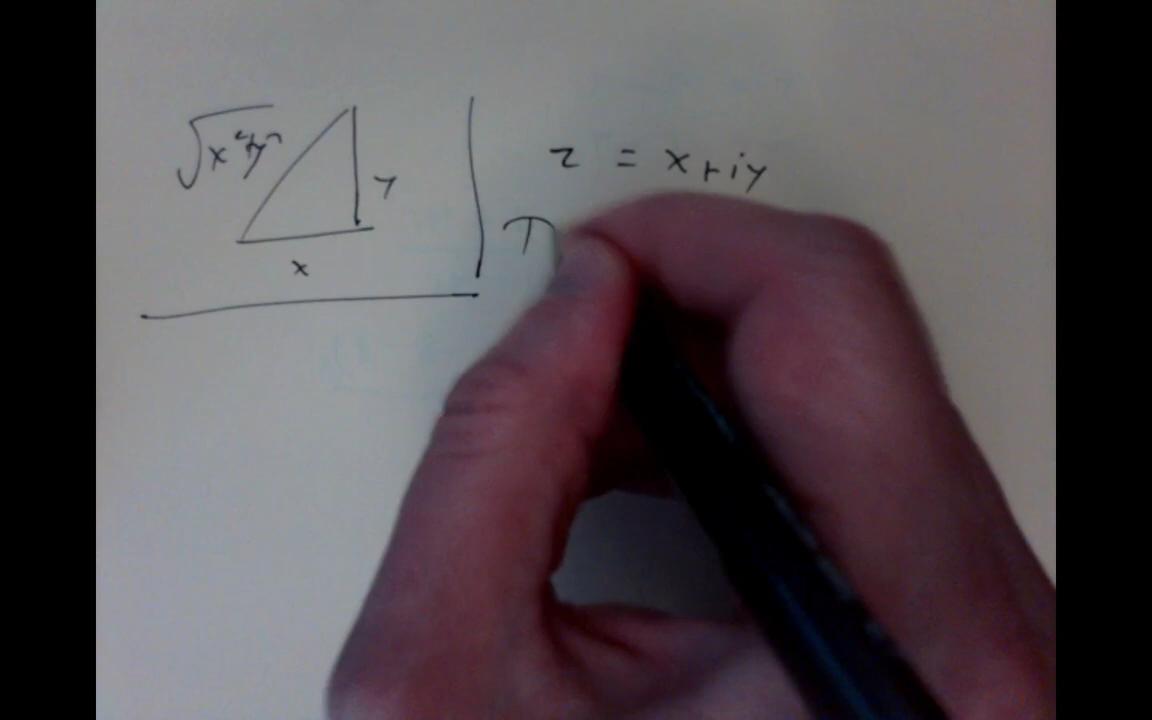 √x²+y²
y
x
z = x+iy